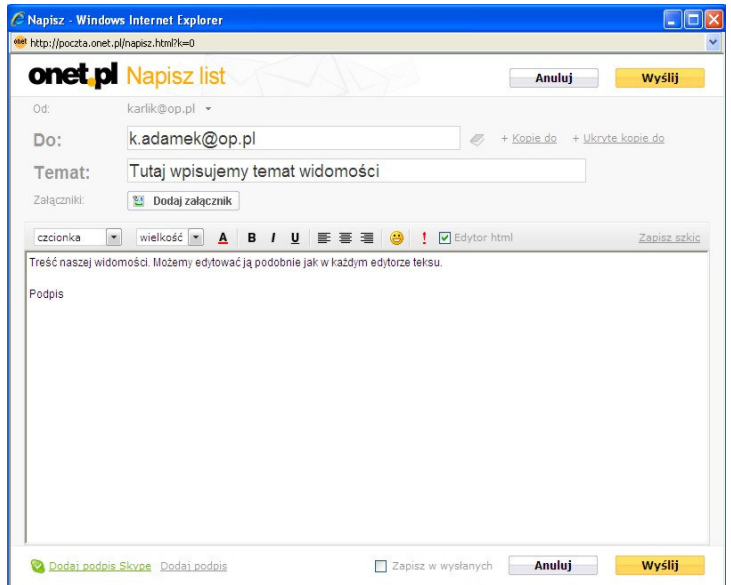 Napisz - Windows Internet Explorer
http://poczta.onet.pl/napisz.html?k=0
onet.pl Napisz list Anuluj Wyślij
Od: karlik@op.pl
Do: k.adamek@op.pl + Kopie do + Ukryte kopie do
Temat: Tutaj wpisujemy temat widomości
Załączniki: Dodaj załącznik
czcionka wielkość A B I U ! Edytor html Zapisz szkic
Treść naszej widomości. Możemy edytować ją podobnie jak w każdym edytorze teksu.
Podpis
Dodaj podpis Skype Dodaj podpis Zapisz w wysłanych Anuluj Wyślij